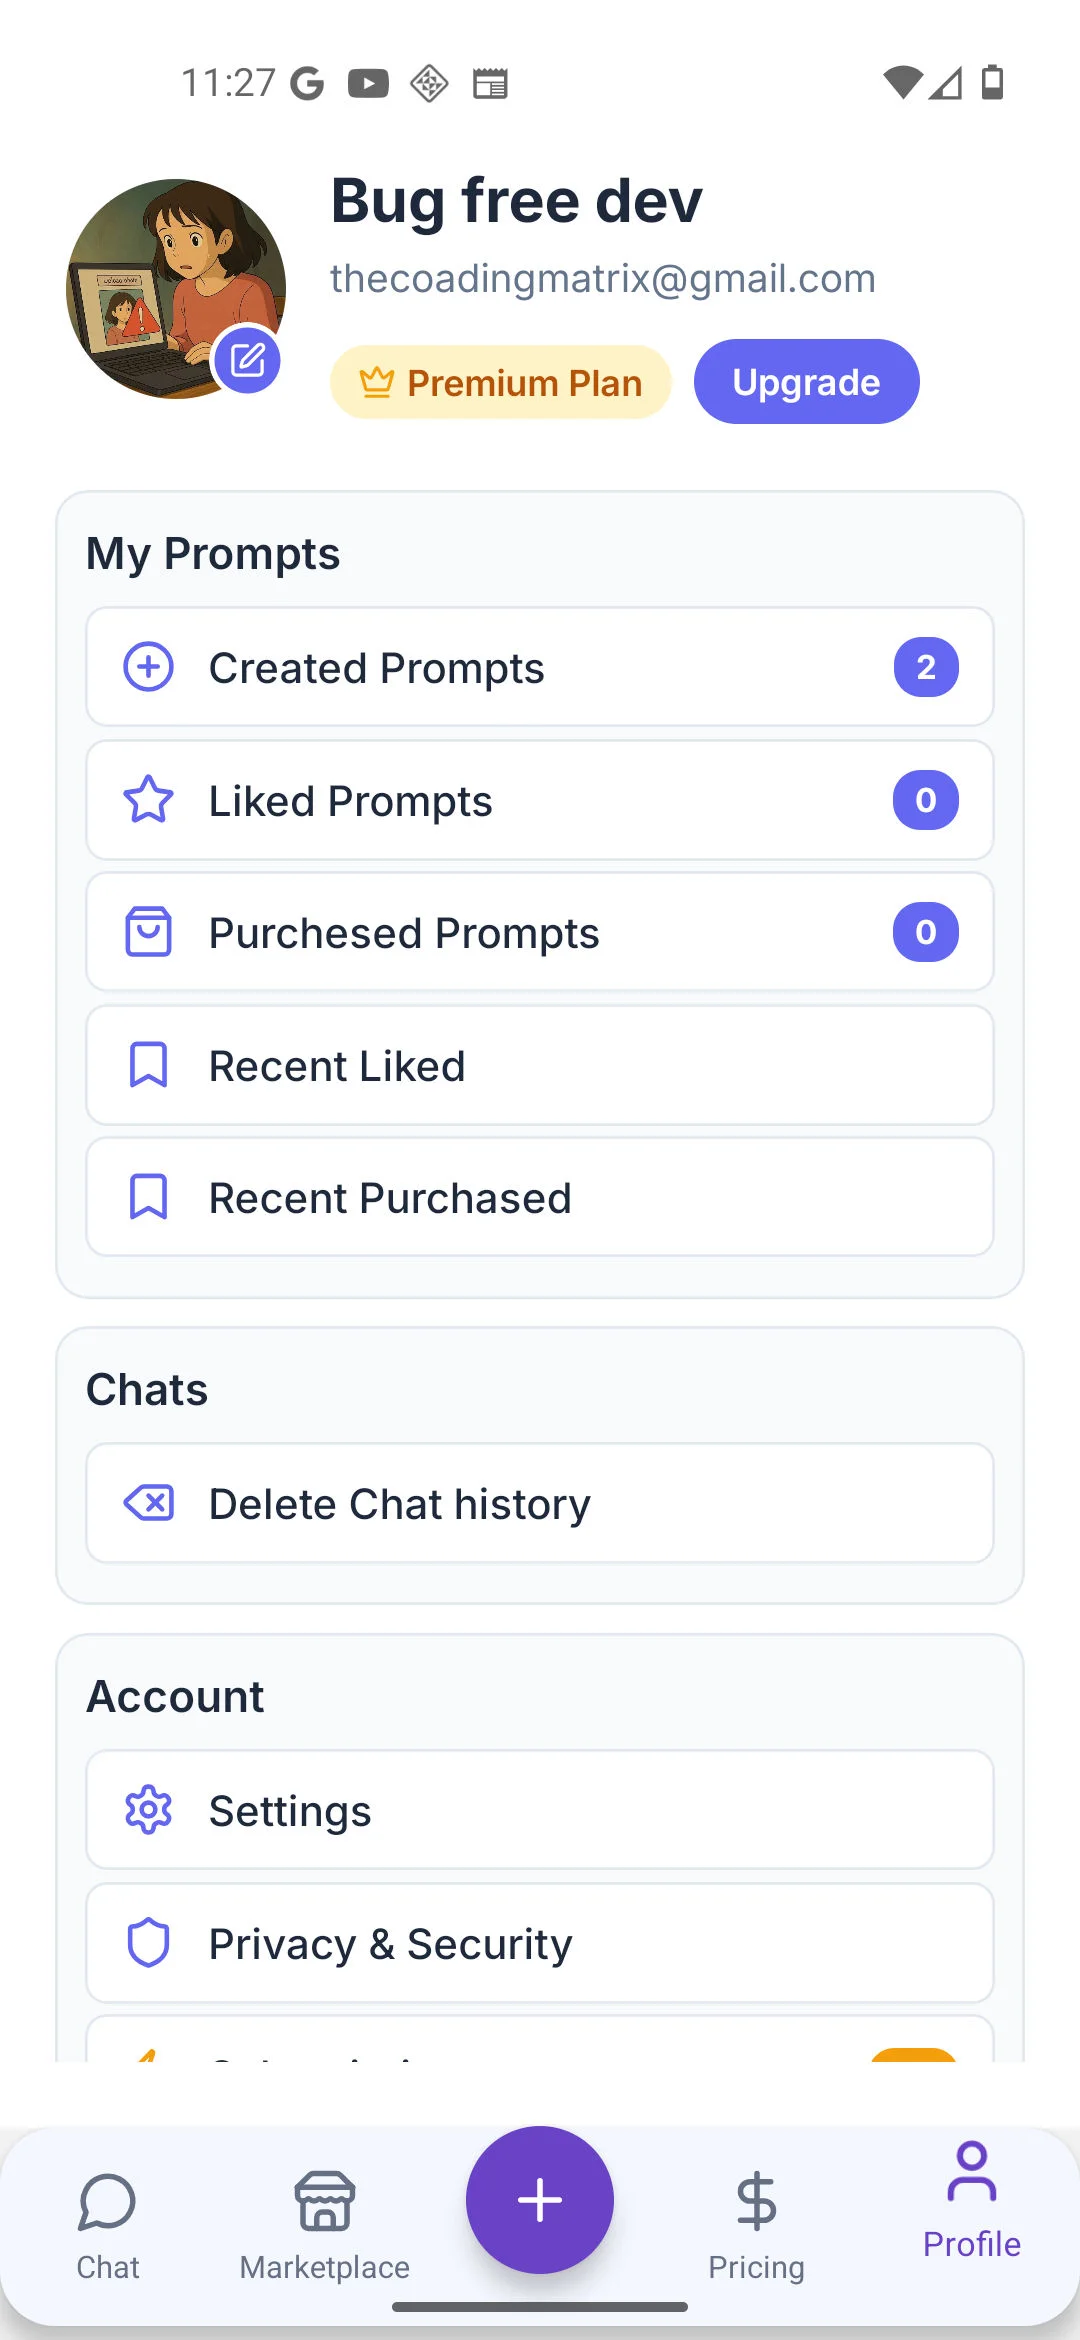 11:27
Bug free dev
thecoadingmatrix@gmail.com
Premium Plan
Upgrade
My Prompts
Created Prompts 2
Liked Prompts 0
Purchesed Prompts 0
Recent Liked
Recent Purchased
Chats
Delete Chat history
Account
Settings
Privacy & Security
Chat
Marketplace
Pricing
Profile